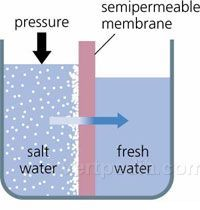 semipermeable
membrane
pressure
salt
water
fresh
water